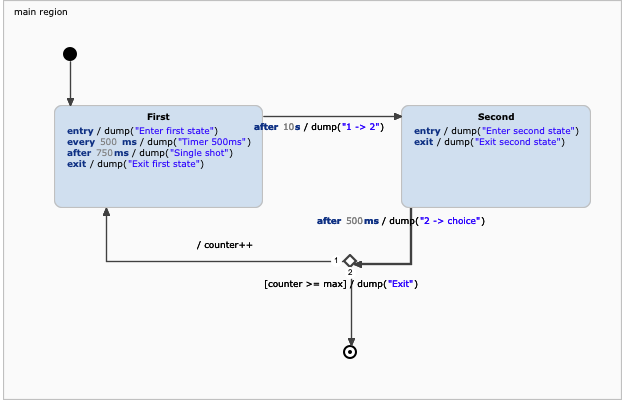 main region
First
entry / dump("Enter first state")
every 500 ms / dump("Timer 500ms")
after 750ms / dump("Single shot")
exit / dump("Exit first state")
after 10s / dump("1 -> 2")
Second
entry / dump("Enter second state")
exit / dump("Exit second state")
after 500ms / dump("2 -> choice")
/ counter++
1
2
[counter >= max] / dump("Exit")